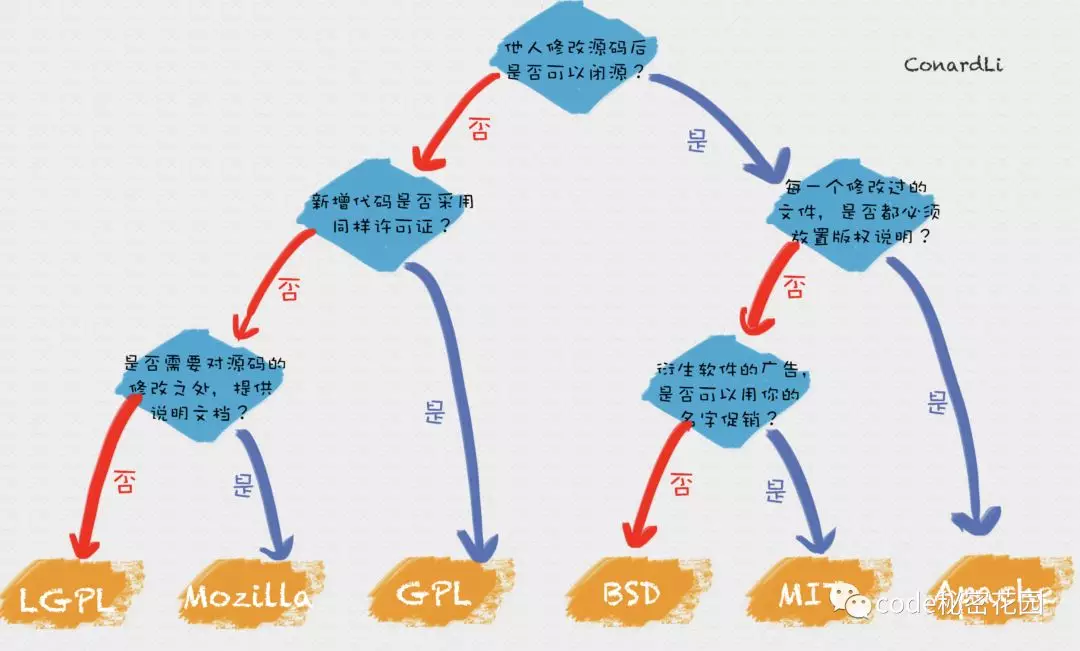 他人修改源码后
是否可以闭源？
ConardLi
否
是
新增代码是否采用
同样许可证？
每一个修改过的
文件，是否都必须
放置版权说明？
否
否
是否需要对源码的
修改之处，提供
说明文档？
衍生软件的广告，
是否可以用你的
名字促销？
是
是
否
是
否
是
LGPL
Mozilla
GPL
BSD
MIT
Apache
code秘密花园